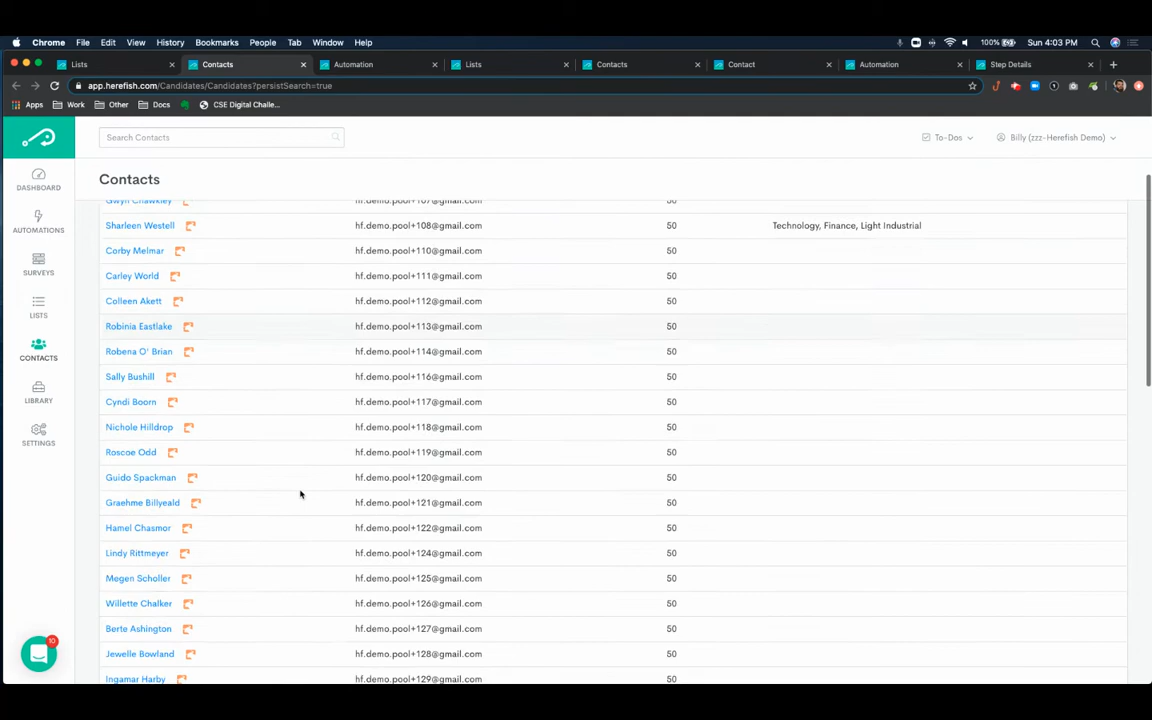 Chrome File Edit View History Bookmarks People Tab Window Help 100% Sun 4:03 PM
Lists Contacts Automation Lists Contacts Contact Automation Step Details
app.herefish.com/Candidates/Candidates?persistSearch=true
Apps Work Other Docs CSE Digital Challe...
Search Contacts To-Dos Billy (zzz-Herefish Demo)
Contacts
DASHBOARD
AUTOMATIONS
SURVEYS
LISTS
CONTACTS
LIBRARY
SETTINGS
10
Gwyn Chawkley hf.demo.pool+107@gmail.com 50
Sharleen Westell hf.demo.pool+108@gmail.com 50 Technology, Finance, Light Industrial
Corby Melmar hf.demo.pool+110@gmail.com 50
Carley World hf.demo.pool+111@gmail.com 50
Colleen Akett hf.demo.pool+112@gmail.com 50
Robinia Eastlake hf.demo.pool+113@gmail.com 50
Robena O' Brian hf.demo.pool+114@gmail.com 50
Sally Bushill hf.demo.pool+116@gmail.com 50
Cyndi Boorn hf.demo.pool+117@gmail.com 50
Nichole Hilldrop hf.demo.pool+118@gmail.com 50
Roscoe Odd hf.demo.pool+119@gmail.com 50
Guido Spackman hf.demo.pool+120@gmail.com 50
Graehme Billyeald hf.demo.pool+121@gmail.com 50
Hamel Chasmor hf.demo.pool+122@gmail.com 50
Lindy Rittmeyer hf.demo.pool+124@gmail.com 50
Megen Scholler hf.demo.pool+125@gmail.com 50
Willette Chalker hf.demo.pool+126@gmail.com 50
Berte Ashington hf.demo.pool+127@gmail.com 50
Jewelle Bowland hf.demo.pool+128@gmail.com 50
Ingamar Harby hf.demo.pool+129@gmail.com 50